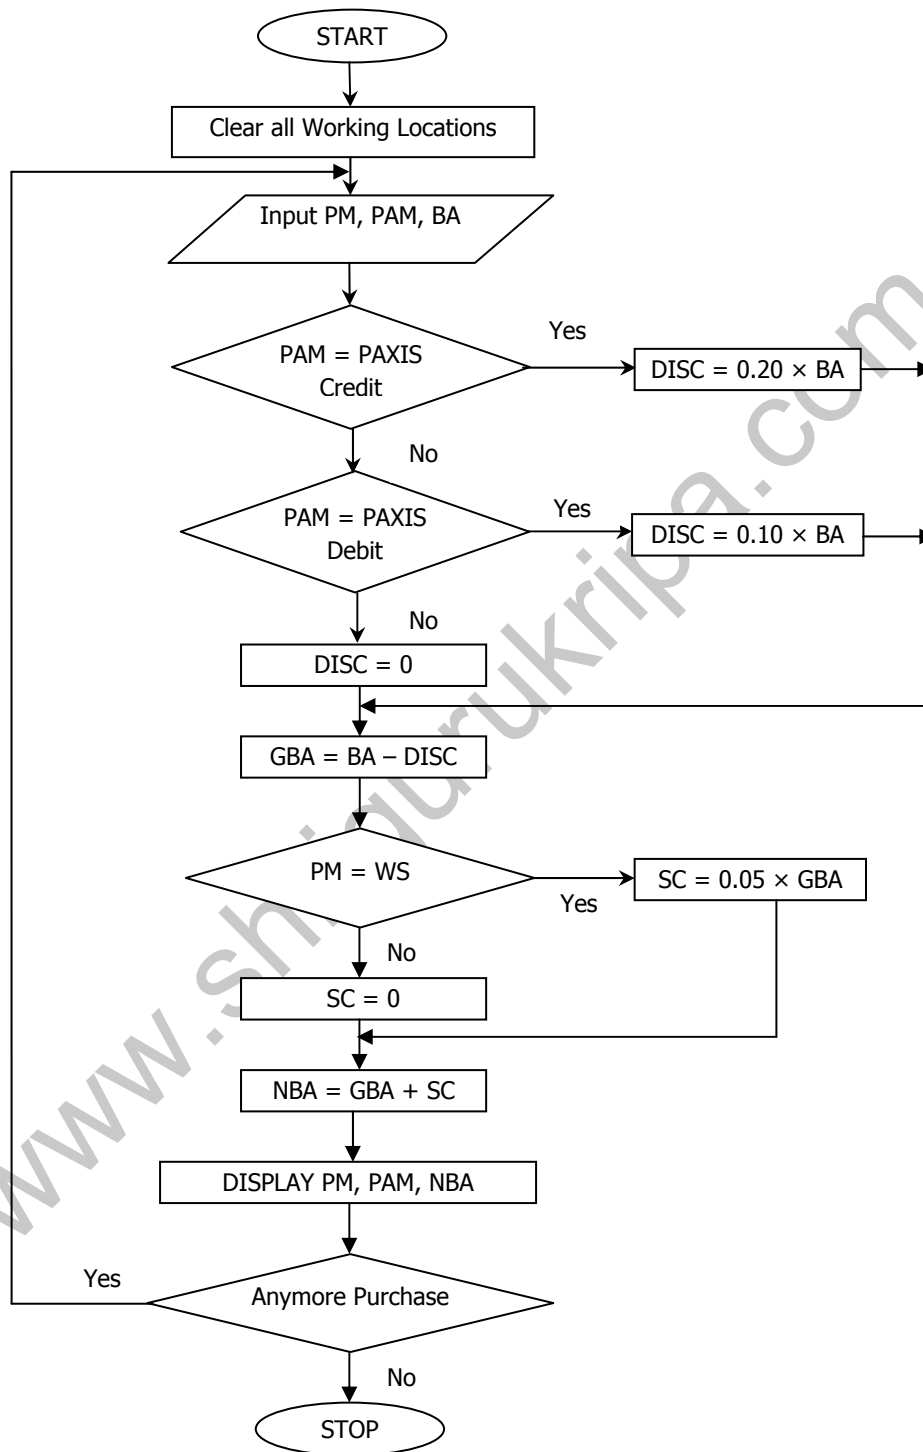 START
Clear all Working Locations
Input PM, PAM, BA
PAM = PAXIS
Credit
Yes
DISC = 0.20 × BA
No
PAM = PAXIS
Debit
Yes
DISC = 0.10 × BA
No
DISC = 0
GBA = BA – DISC
PM = WS
Yes
SC = 0.05 × GBA
No
SC = 0
NBA = GBA + SC
DISPLAY PM, PAM, NBA
Yes
Anymore Purchase
No
STOP
www.shrigurukripa.com